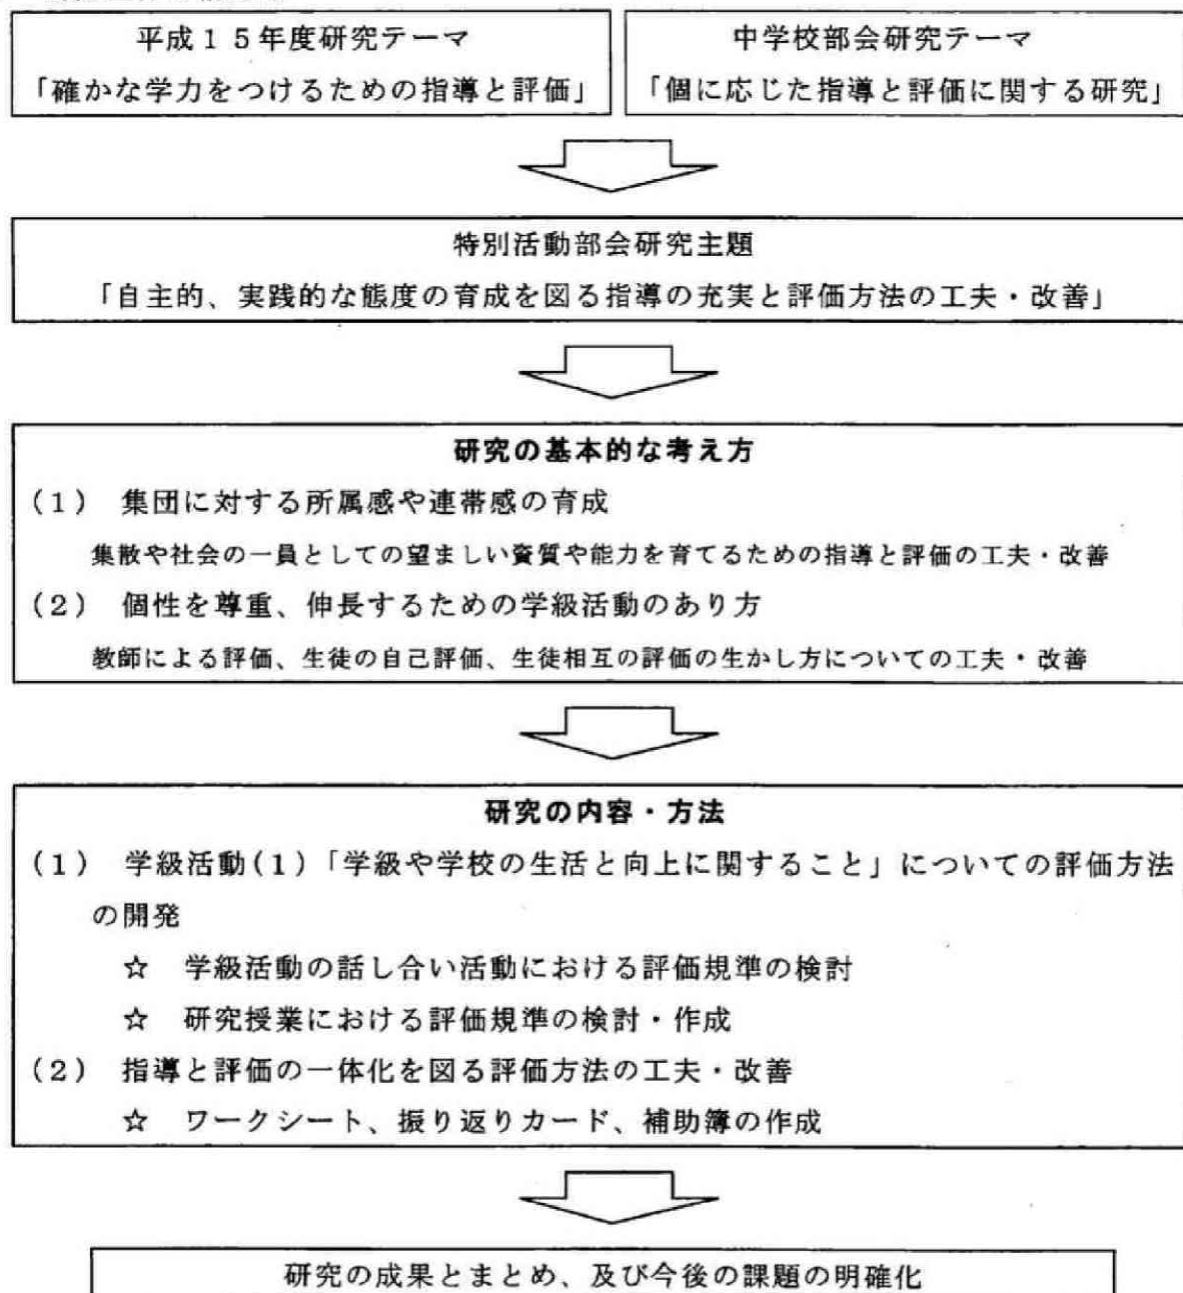 平成15年度研究テーマ
「確かな学力をつけるための指導と評価」
中学校部会研究テーマ
「個に応じた指導と評価に関する研究」
特別活動部会研究主題
「自主的、実践的な態度の育成を図る指導の充実と評価方法の工夫・改善」
研究の基本的な考え方
(1) 集団に対する所属感や連帯感の育成
集散や社会の一員としての望ましい資質や能力を育てるための指導と評価の工夫・改善
(2) 個性を尊重、伸長するための学級活動のあり方
教師による評価、生徒の自己評価、生徒相互の評価の生かし方についての工夫・改善
研究の内容・方法
(1) 学級活動(1)「学級や学校の生活と向上に関すること」についての評価方法
の開発
☆ 学級活動の話し合い活動における評価規準の検討
☆ 研究授業における評価規準の検討・作成
(2) 指導と評価の一体化を図る評価方法の工夫・改善
☆ ワークシート、振り返りカード、補助簿の作成
研究の成果とまとめ、及び今後の課題の明確化